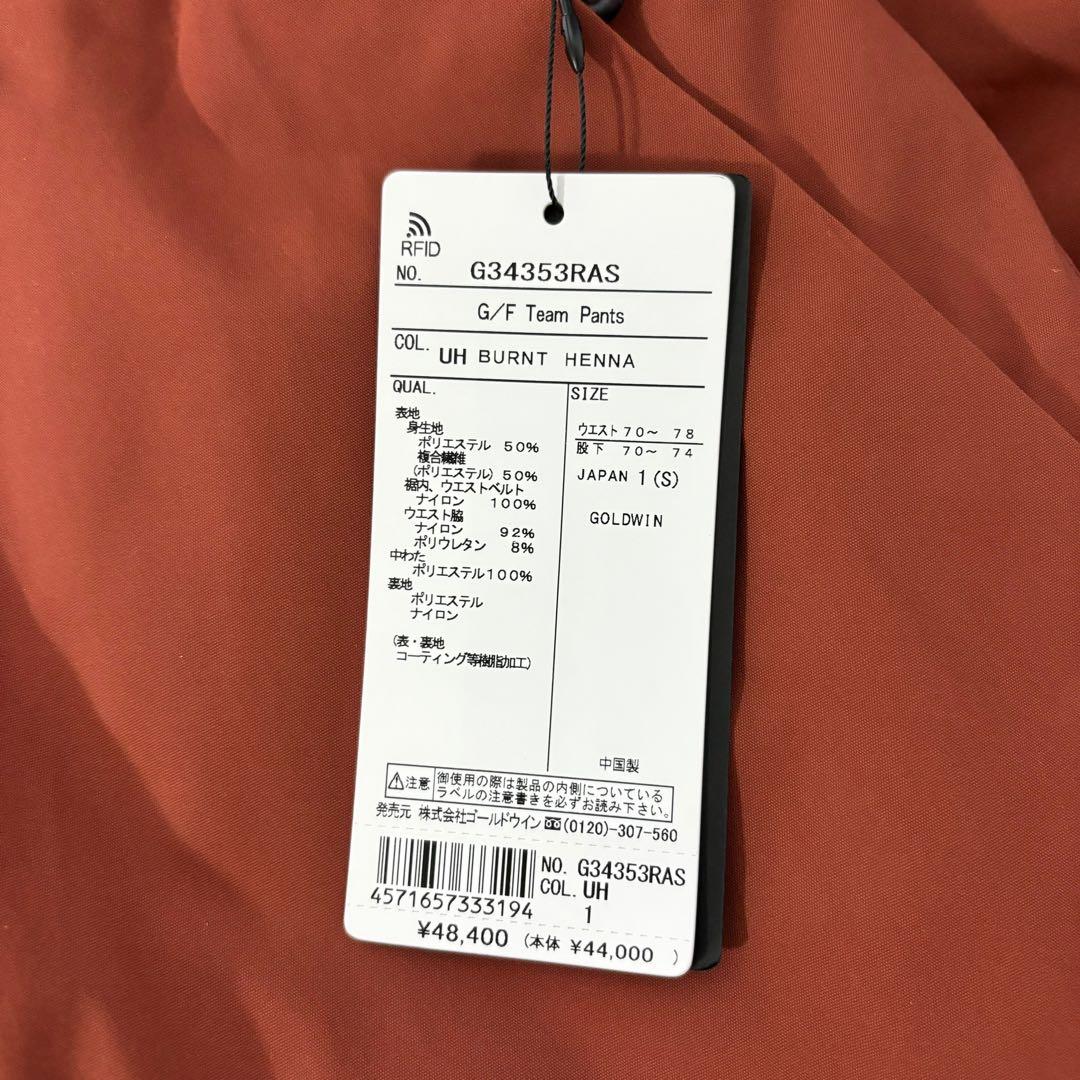 RFID
NO. G34353RAS
G/F Team Pants
COL. UH BURNT HENNA
QUAL.
表地
身生地
ポリエステル 50%
複合繊維
(ポリエステル) 50%
裾内、ウエストベルト
ナイロン 100%
ウエスト脇
ナイロン 92%
ポリウレタン 8%
中わた
ポリエステル100%
裏地
ポリエステル
ナイロン
(表・裏地
コーティング等樹脂加工)
SIZE
ウエスト 70~ 78
股下 70~ 74
JAPAN 1 (S)
GOLDWIN
中国製
注意 御使用の際は製品の内側についている
ラベルの注意書きを必ずお読み下さい。
発売元 株式会社ゴールドウイン (0120)-307-560
NO. G34353RAS
COL. UH
1
4571657333194
¥48,400 (本体 ¥44,000 )